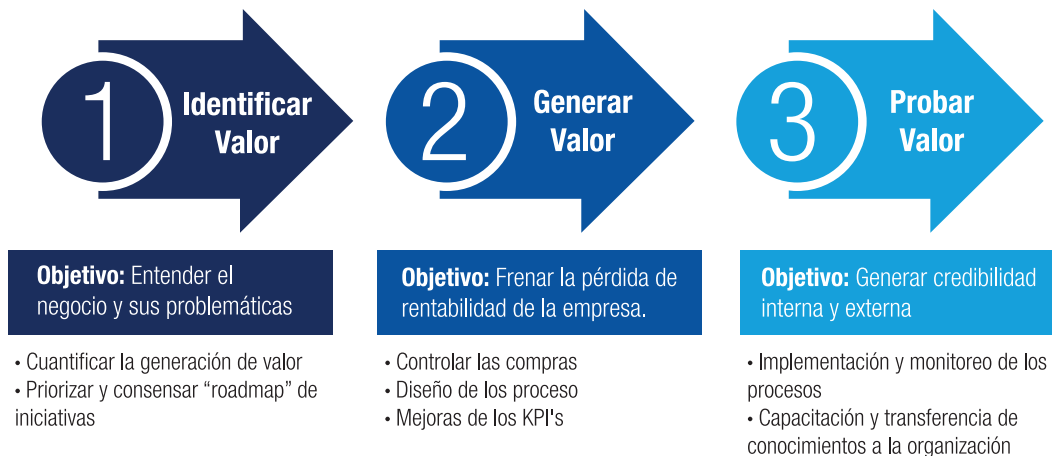 1
Identificar
Valor
Objetivo: Entender el
negocio y sus problemáticas
• Cuantificar la generación de valor
• Priorizar y consensar “roadmap” de
iniciativas
2
Generar
Valor
Objetivo: Frenar la pérdida de
rentabilidad de la empresa.
• Controlar las compras
• Diseño de los proceso
• Mejoras de los KPI's
3
Probar
Valor
Objetivo: Generar credibilidad
interna y externa
• Implementación y monitoreo de los
procesos
• Capacitación y transferencia de
conocimientos a la organización